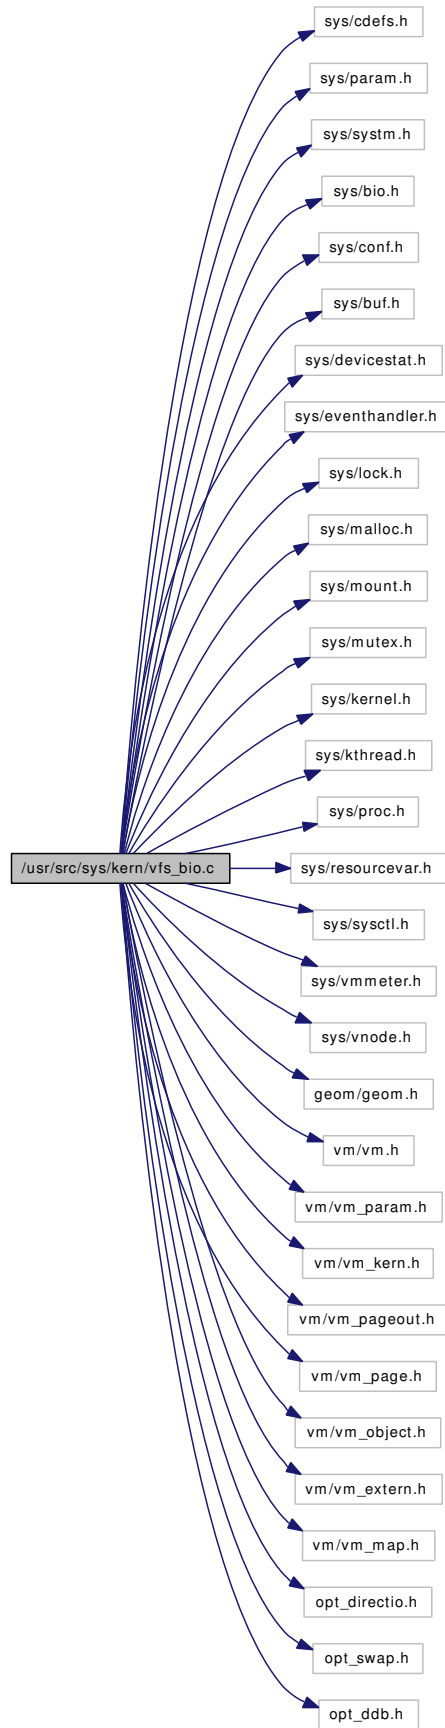 sys/cdefs.h
sys/param.h
sys/systm.h
sys/bio.h
sys/conf.h
sys/buf.h
sys/devicestat.h
sys/eventhandler.h
sys/lock.h
sys/malloc.h
sys/mount.h
sys/mutex.h
sys/kernel.h
sys/kthread.h
sys/proc.h
/usr/src/sys/kern/vfs_bio.c
sys/resourcevar.h
sys/sysctl.h
sys/vmmeter.h
sys/vnode.h
geom/geom.h
vm/vm.h
vm/vm_param.h
vm/vm_kern.h
vm/vm_pageout.h
vm/vm_page.h
vm/vm_object.h
vm/vm_extern.h
vm/vm_map.h
opt_directio.h
opt_swap.h
opt_ddb.h